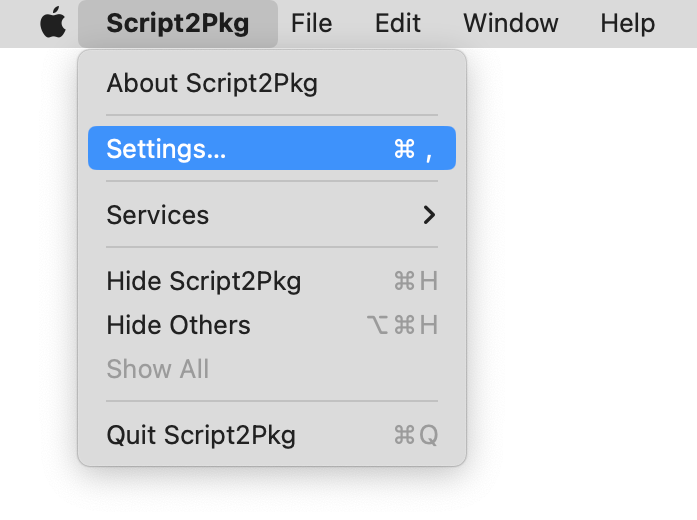 Script2Pkg File Edit Window Help
About Script2Pkg
Settings... ⌘ ,
Services
Hide Script2Pkg ⌘H
Hide Others ⌥⌘H
Show All
Quit Script2Pkg ⌘Q